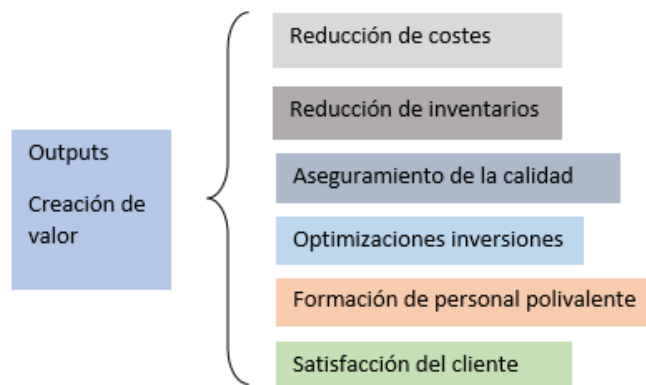 Outputs
Creación de
valor
Reducción de costes
Reducción de inventarios
Aseguramiento de la calidad
Optimizaciones inversiones
Formación de personal polivalente
Satisfacción del cliente